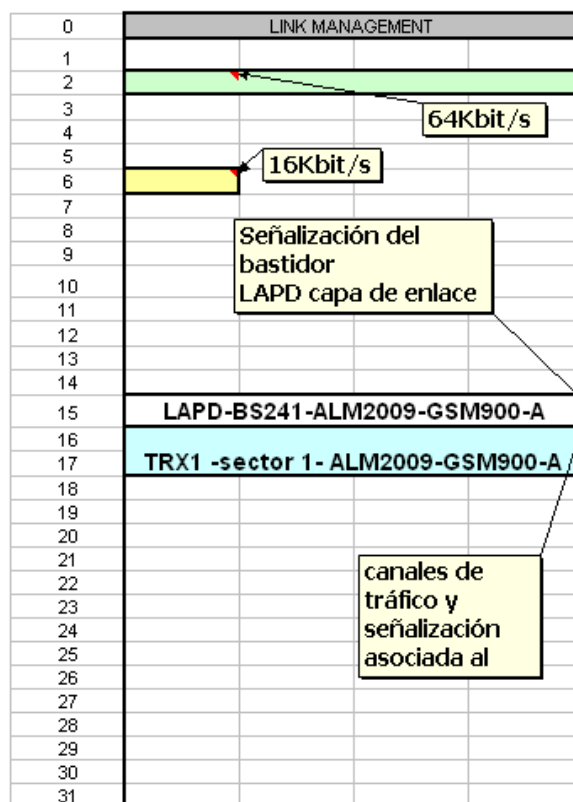 0 LINK MANAGEMENT
1
2
3
64Kbit/s
4
5
16Kbit/s
6
7
8
Señalización del
9
bastidor
10
LAPD capa de enlace
11
12
13
14
15 LAPD-BS241-ALM2009-GSM900-A
16
17 TRX1 -sector 1- ALM2009-GSM900-A
18
19
20
21
canales de
22
tráfico y
23
señalización
24
asociada al
25
26
27
28
29
30
31